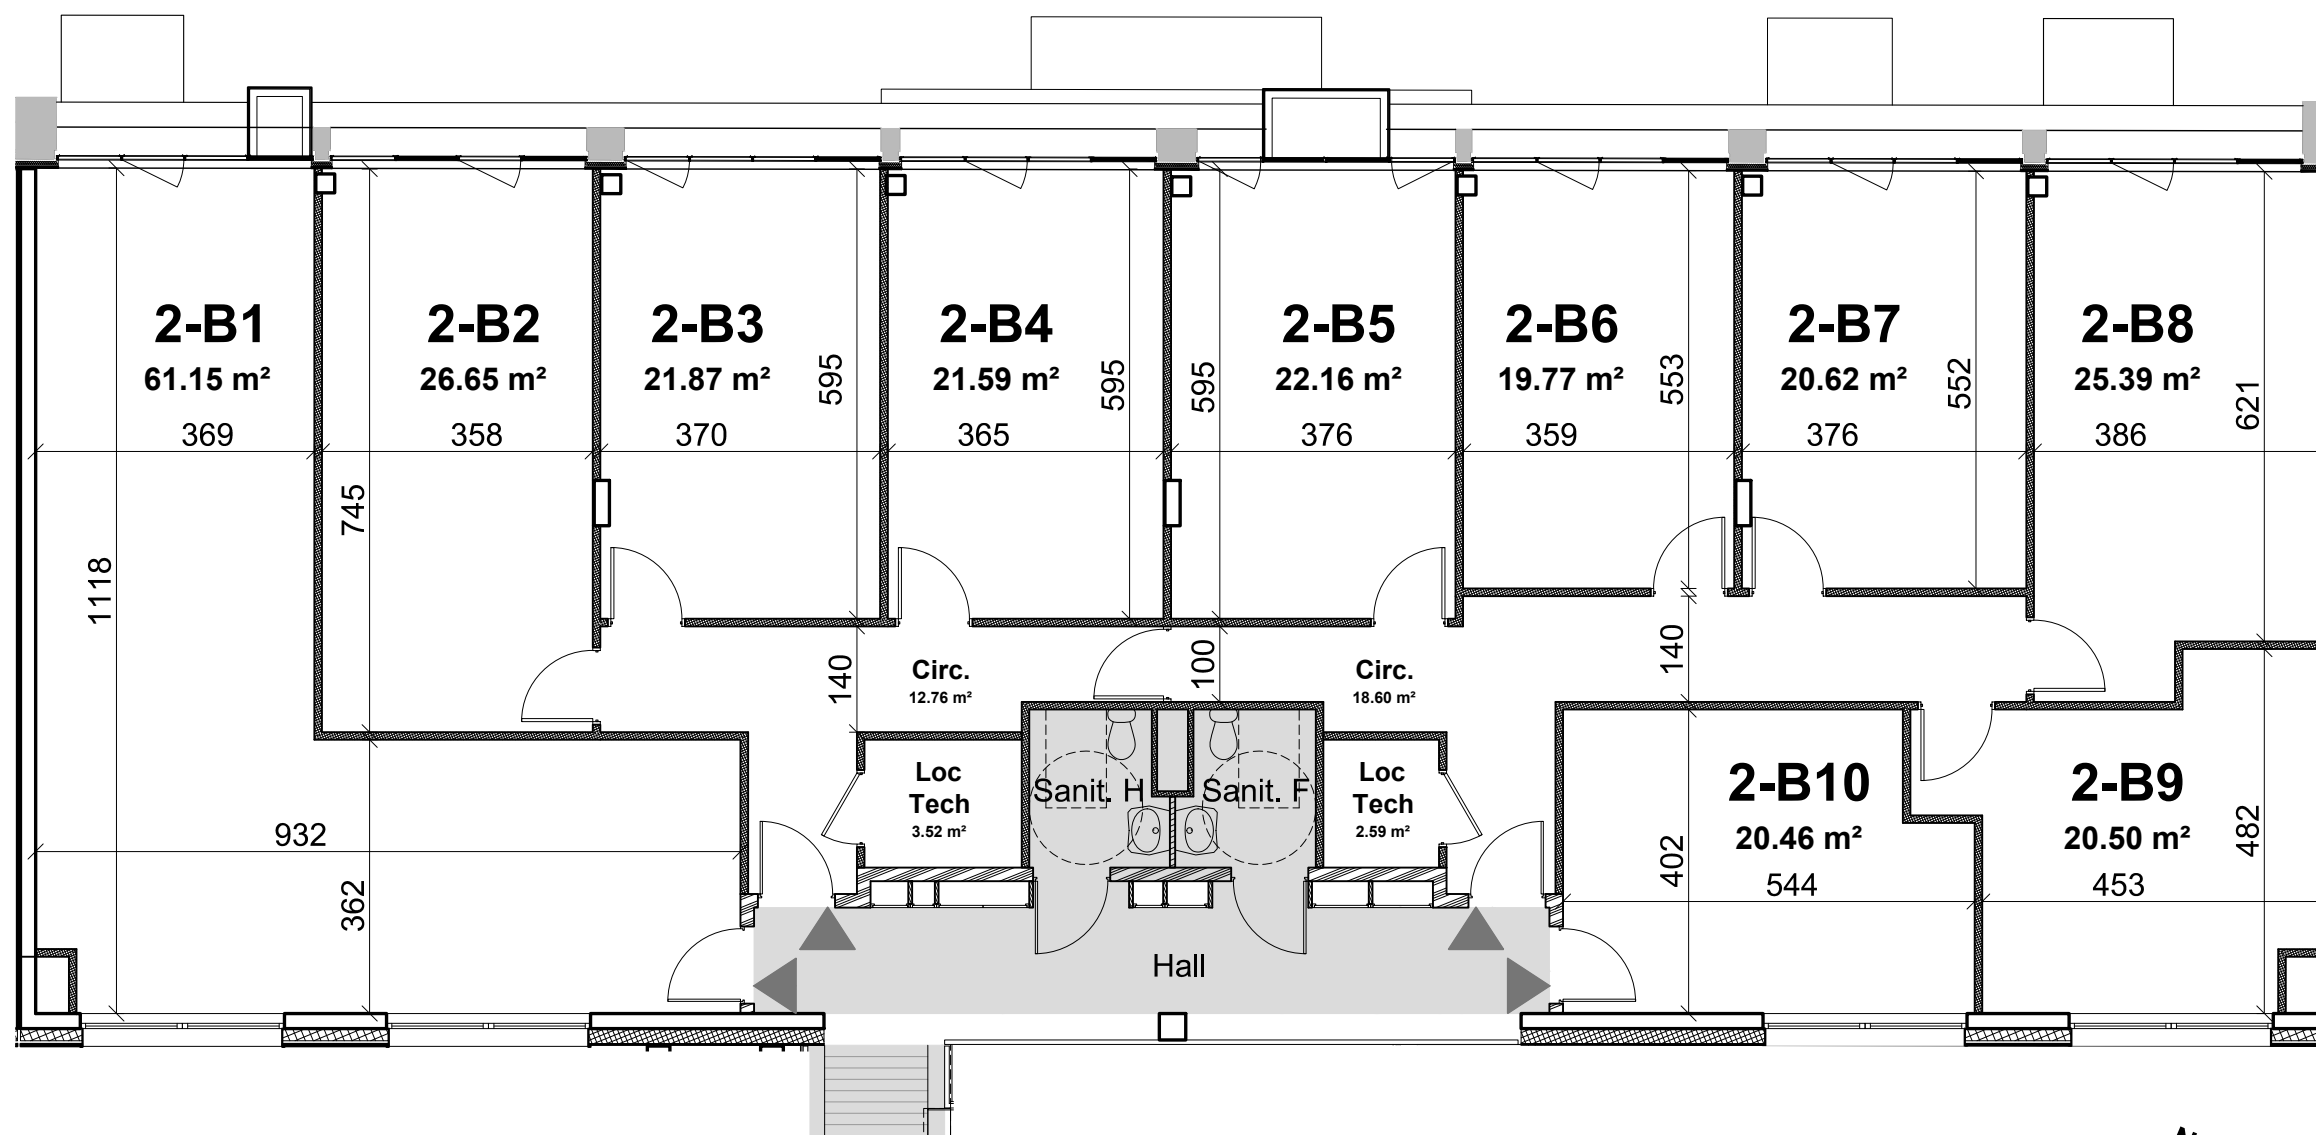 2-B1
61.15 m²
369
2-B2
26.65 m²
358
2-B3
21.87 m²
370
595
2-B4
21.59 m²
365
595
2-B5
22.16 m²
376
595
2-B6
19.77 m²
359
553
2-B7
20.62 m²
376
552
2-B8
25.39 m²
386
621
745
1118
140
Circ.
12.76 m²
100
Circ.
18.60 m²
140
Loc
Tech
3.52 m²
Sanit. H
Sanit. F
Loc
Tech
2.59 m²
2-B10
20.46 m²
544
402
2-B9
20.50 m²
453
482
932
362
Hall